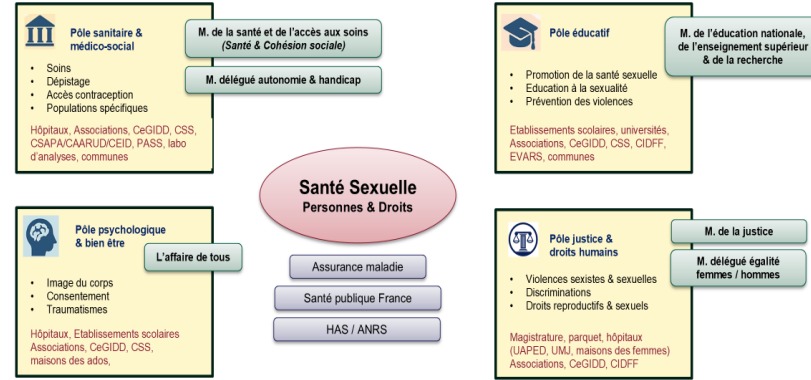 Pôle sanitaire &
médico-social
M. de la santé et de l'accès aux soins
(Santé & Cohésion sociale)
M. délégué autonomie & handicap
• Soins
• Dépistage
• Accès contraception
• Populations spécifiques
Hôpitaux, Associations, CeGIDD, CSS,
CSAPA/CAARUD/CEID, PASS, labo
d'analyses, communes
Pôle éducatif
M. de l'éducation nationale,
de l'enseignement supérieur
& de la recherche
• Promotion de la santé sexuelle
• Education à la sexualité
• Prévention des violences
Etablissements scolaires, universités,
Associations, CeGIDD, CSS, CIDFF,
EVARS, communes
Santé Sexuelle
Personnes & Droits
Assurance maladie
Santé publique France
HAS / ANRS
Pôle psychologique
& bien être
L'affaire de tous
• Image du corps
• Consentement
• Traumatismes
Hôpitaux, Etablissements scolaires
Associations, CeGIDD, CSS,
maisons des ados,
Pôle justice &
droits humains
M. de la justice
M. délégué égalité
femmes / hommes
• Violences sexistes & sexuelles
• Discriminations
• Droits reproductifs & sexuels
Magistrature, parquet, hôpitaux
(UAPED, UMJ, maisons des femmes)
Associations, CeGIDD, CIDFF